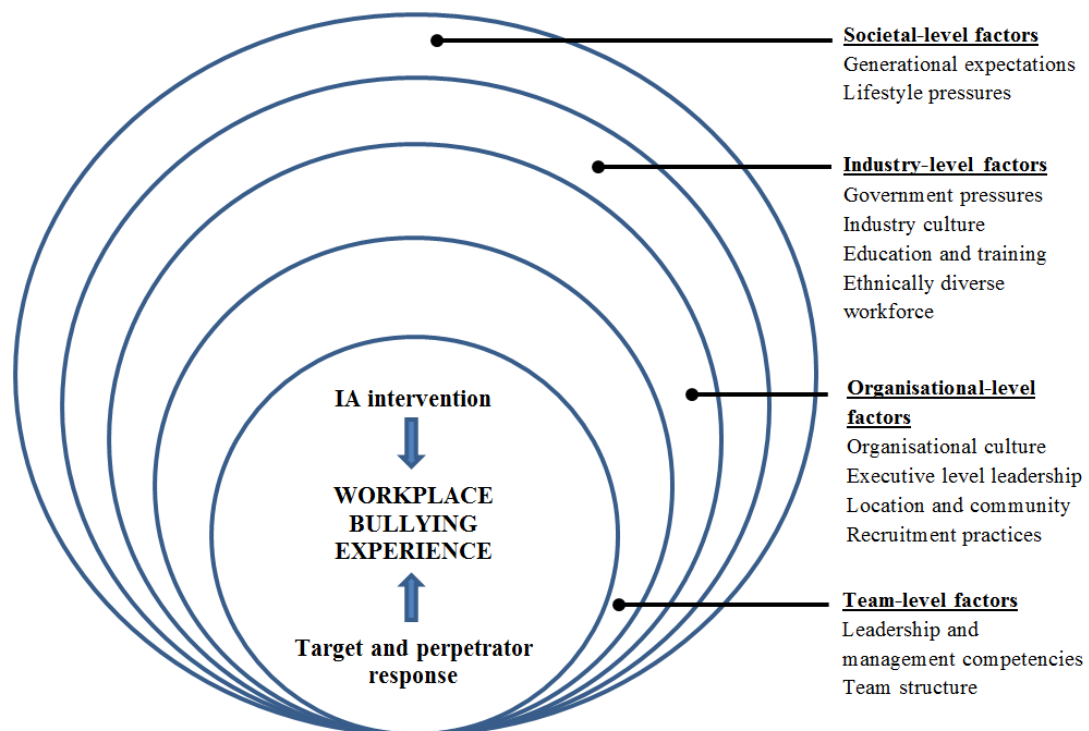 Societal-level factors
Generational expectations
Lifestyle pressures
Industry-level factors
Government pressures
Industry culture
Education and training
Ethnically diverse
workforce
Organisational-level
factors
Organisational culture
Executive level leadership
Location and community
Recruitment practices
Team-level factors
Leadership and
management competencies
Team structure
IA intervention
WORKPLACE
BULLYING
EXPERIENCE
Target and perpetrator
response